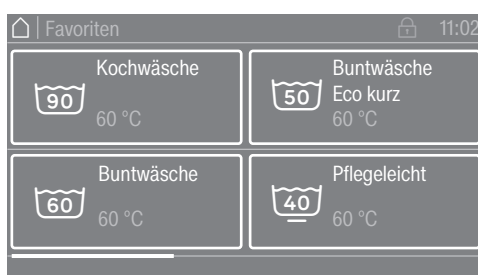 Favoriten 11:02
Kochwäsche
90
60 °C
Buntwäsche
Eco kurz
50
60 °C
Buntwäsche
60
60 °C
Pflegeleicht
40
60 °C